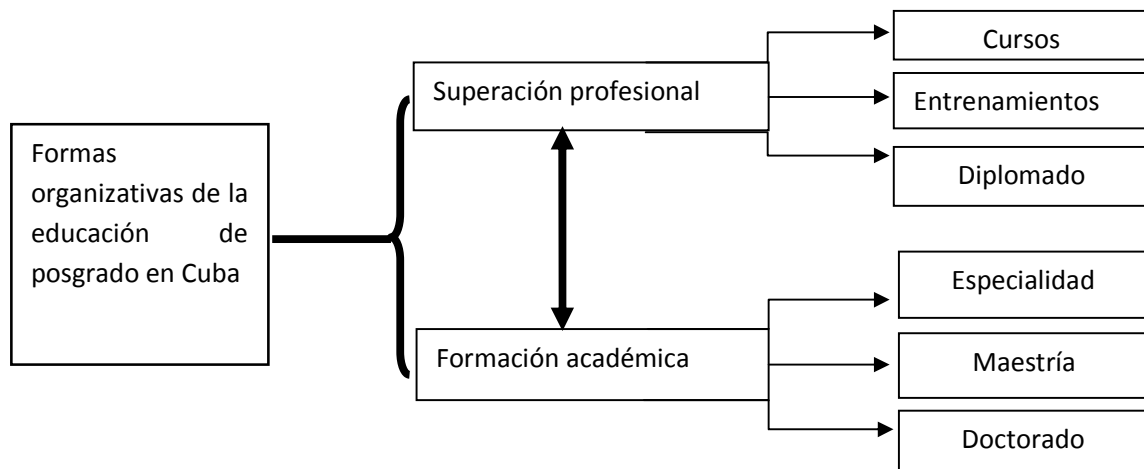 Formas
organizativas de la
educación de
posgrado en Cuba
Superación profesional
Cursos
Entrenamientos
Diplomado
Formación académica
Especialidad
Maestría
Doctorado